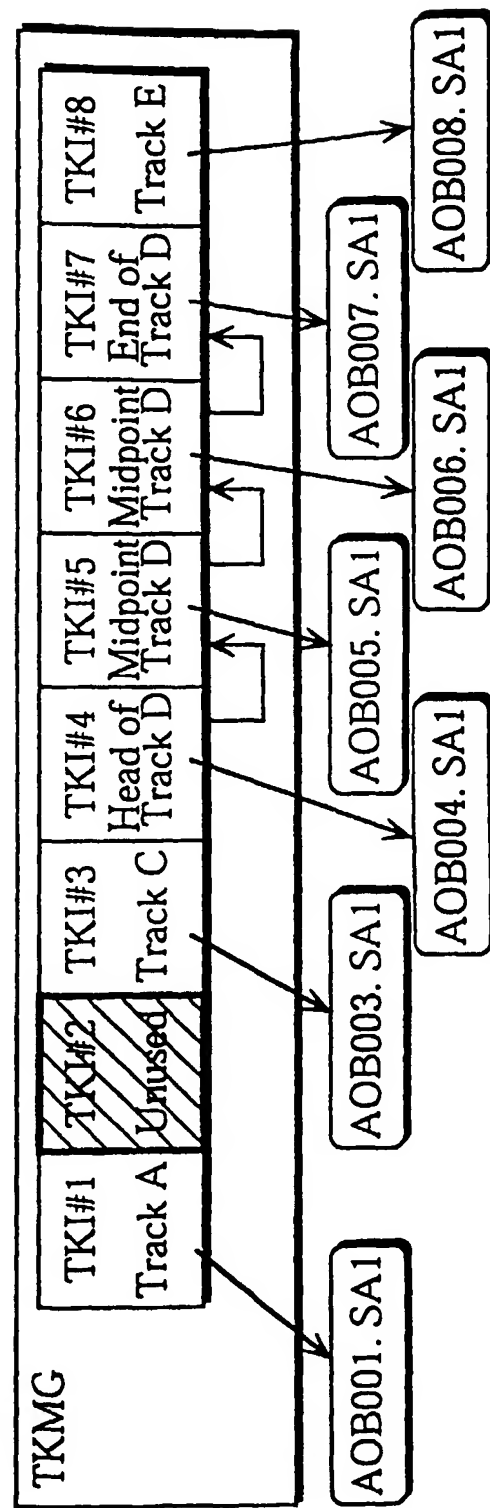 TKMG
TKI#1
Track A
TKI#2
Unused
TKI#3
Track C
TKI#4
Head of
Track D
TKI#5
Midpoint
Track D
TKI#6
Midpoint
Track D
TKI#7
End of
Track D
TKI#8
Track E
AOB001. SA1
AOB003. SA1
AOB004. SA1
AOB005. SA1
AOB006. SA1
AOB007. SA1
AOB008. SA1